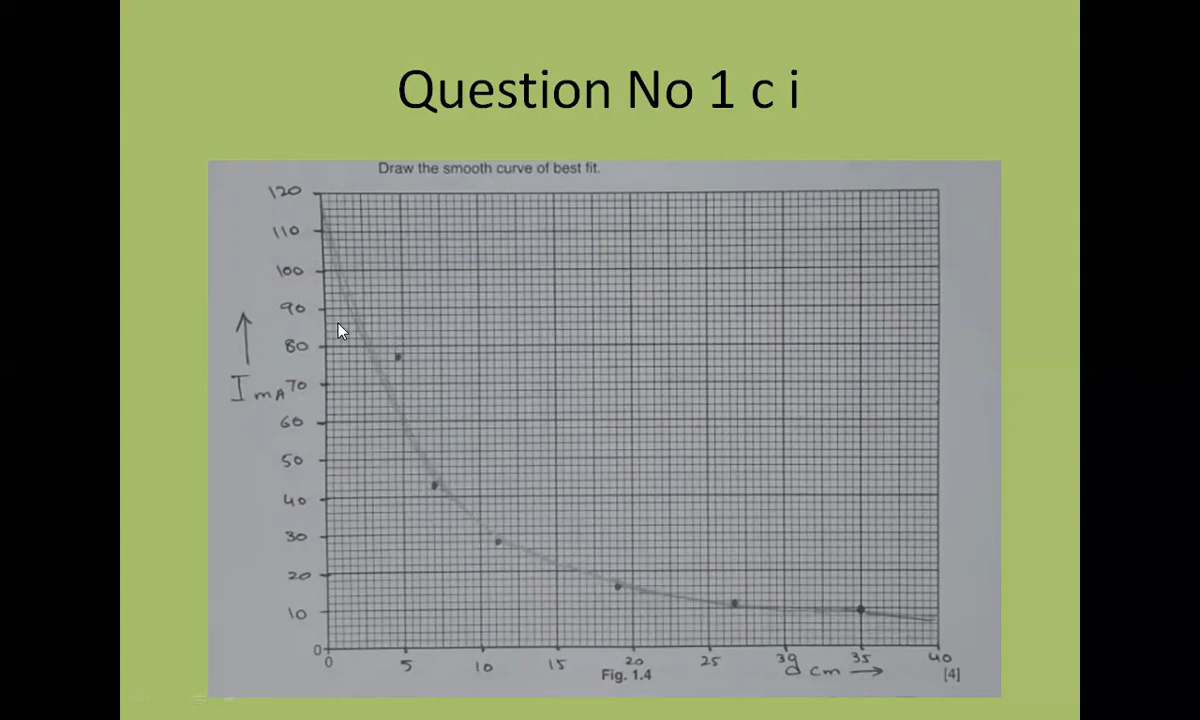 Question No 1 c i
Draw the smooth curve of best fit.
120
110
100
90
80
I mA 70
60
50
40
30
20
10
0
0 5 10 15 20 25 30 35 40
d cm
Fig. 1.4
[4]